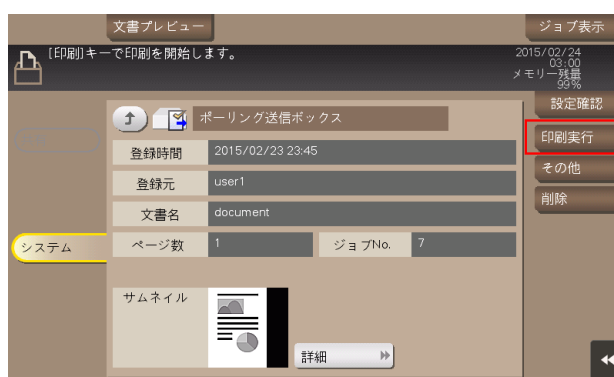 文書プレビュー
ジョブ表示
[印刷]キーで印刷を開始します。
2015/02/24
03:00
メモリー残量
99%
設定確認
ポーリング送信ボックス
印刷実行
登録時間 2015/02/23 23:45
その他
登録元 user1
削除
文書名 document
システム
ページ数 1 ジョブNo. 7
サムネイル
詳細